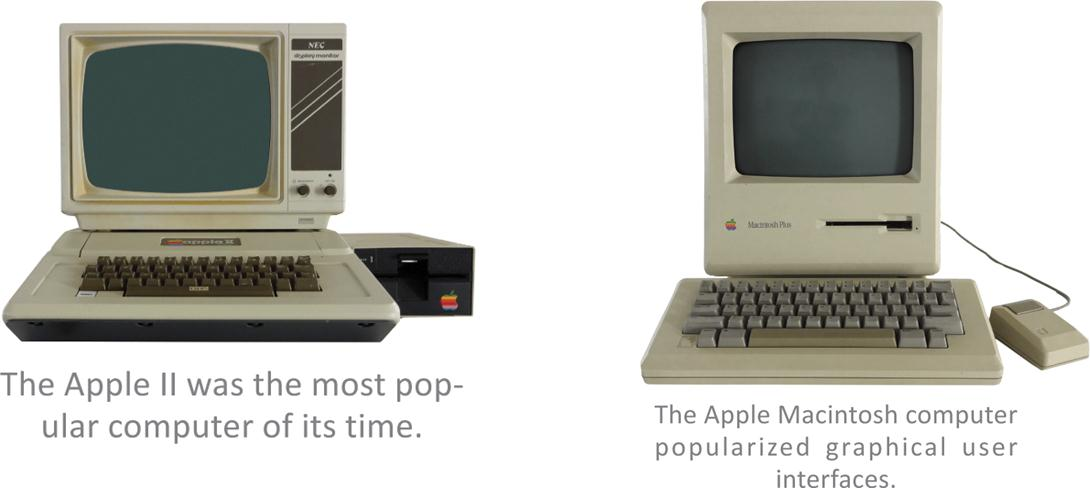 NEC
display monitor
apple II
Macintosh Plus
The Apple II was the most pop-
ular computer of its time.
The Apple Macintosh computer
popularized graphical user
interfaces.